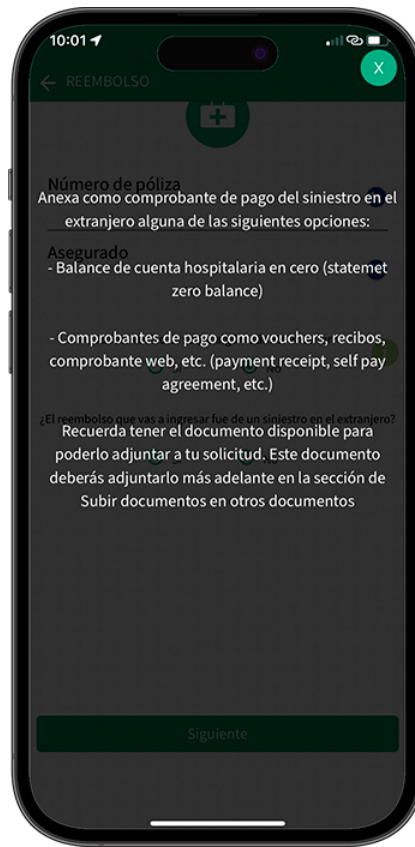 10:01
X
REEMBOLSO
Número de póliza
Anexa como comprobante de pago del siniestro en el
extranjero alguna de las siguientes opciones:
Asegurado
- Balance de cuenta hospitalaria en cero (statemet
zero balance)
- Comprobantes de pago como vouchers, recibos,
comprobante web, etc. (payment receipt, self pay
agreement, etc.)
No
¿El reembolso que vas a ingresar fue de un siniestro en el extranjero?
Recuerda tener el documento disponible para
poderlo adjuntar a tu solicitud. Este documento
deberás adjuntarlo más adelante en la sección de
Subir documentos en otros documentos
Siguiente